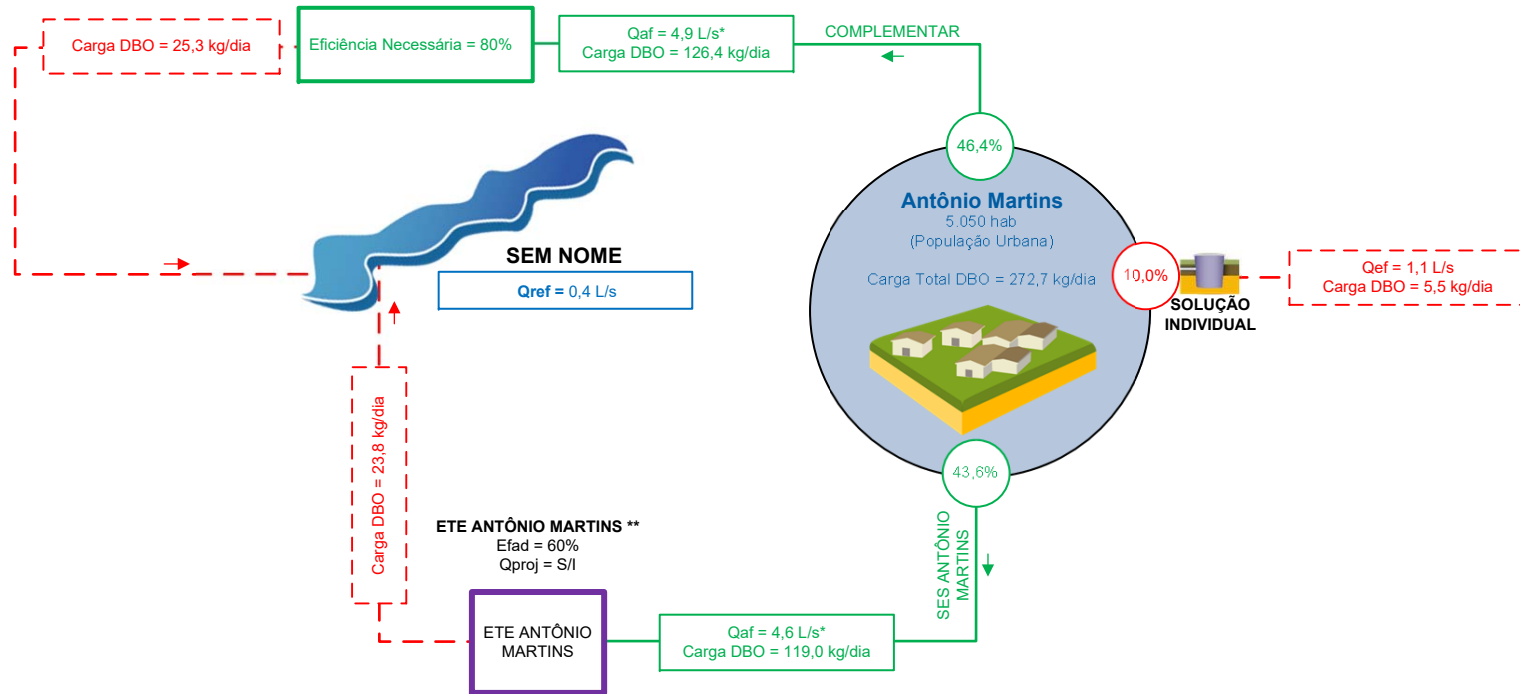 Carga DBO = 25,3 kg/dia
Eficiência Necessária = 80%
Qaf = 4,9 L/s*
Carga DBO = 126,4 kg/dia
COMPLEMENTAR
46,4%
Antônio Martins
5.050 hab
(População Urbana)
Carga Total DBO = 272,7 kg/dia
10,0%
SOLUÇÃO
INDIVIDUAL
Qef = 1,1 L/s
Carga DBO = 5,5 kg/dia
SEM NOME
Qref = 0,4 L/s
43,6%
SES ANTÔNIO
MARTINS
Carga DBO = 23,8 kg/dia
ETE ANTÔNIO MARTINS **
Efad = 60%
Qproj = S/I
ETE ANTÔNIO
MARTINS
Qaf = 4,6 L/s*
Carga DBO = 119,0 kg/dia